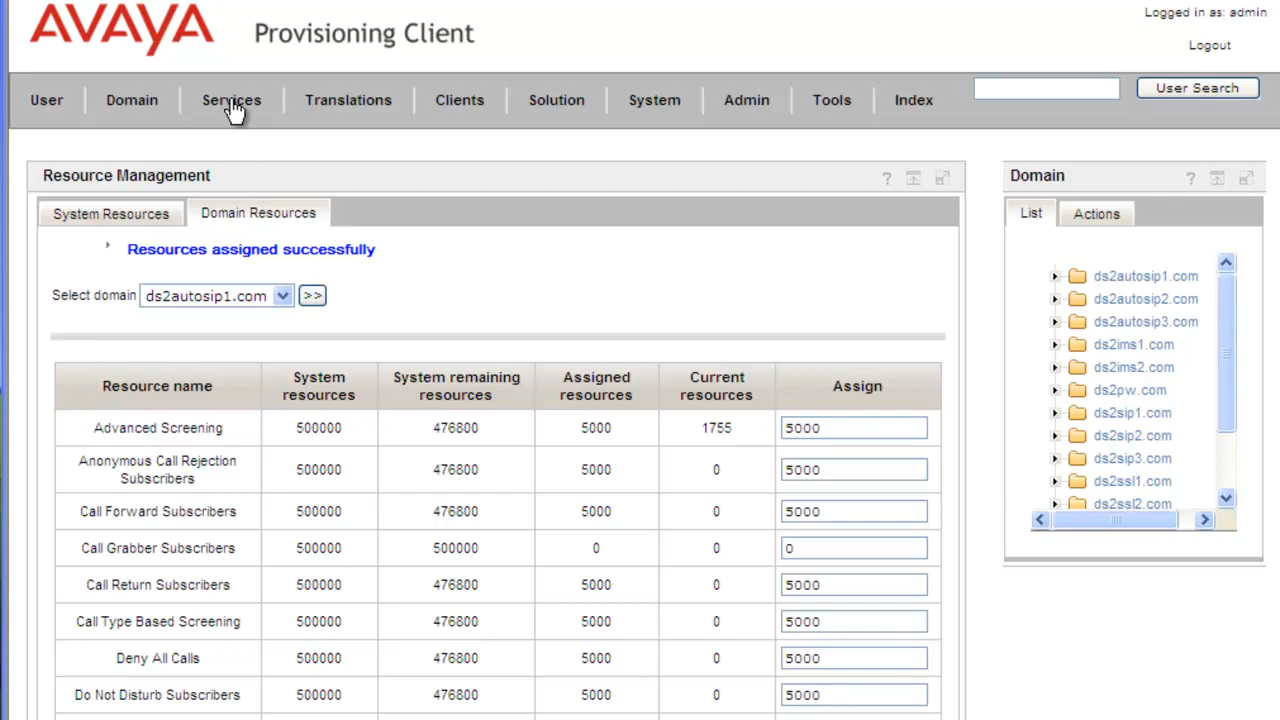 AVAYA Provisioning Client
Logged in as: admin
Logout
User Domain Services Translations Clients Solution System Admin Tools Index User Search
Resource Management
System Resources Domain Resources
Resources assigned successfully
Select domain ds2autosip1.com >>
Resource name System resources System remaining resources Assigned resources Current resources Assign
Advanced Screening 500000 476800 5000 1755 5000
Anonymous Call Rejection Subscribers 500000 476800 5000 0 5000
Call Forward Subscribers 500000 476800 5000 0 5000
Call Grabber Subscribers 500000 500000 0 0 0
Call Return Subscribers 500000 476800 5000 0 5000
Call Type Based Screening 500000 476800 5000 0 5000
Deny All Calls 500000 476800 5000 0 5000
Do Not Disturb Subscribers 500000 476800 5000 0 5000
Domain
List Actions
ds2autosip1.com
ds2autosip2.com
ds2autosip3.com
ds2ims1.com
ds2ims2.com
ds2pw.com
ds2sip1.com
ds2sip2.com
ds2sip3.com
ds2ssl1.com
ds2ssl2.com